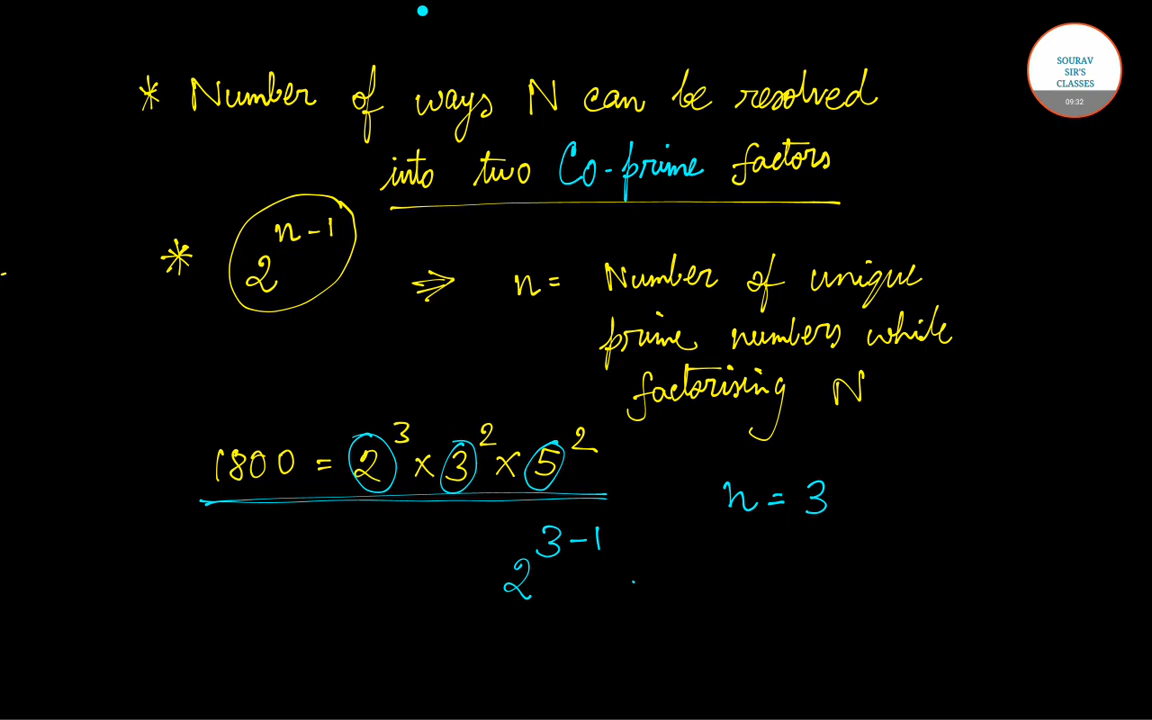 SOURAV
SIR'S
CLASSES
09:32
* Number of ways N can be resolved
into two Co-prime factors
* 2^{n-1} ⇒ n = Number of unique
prime numbers while
factorising N
1800 = 2^3 × 3^2 × 5^2
n = 3
2^{3-1}